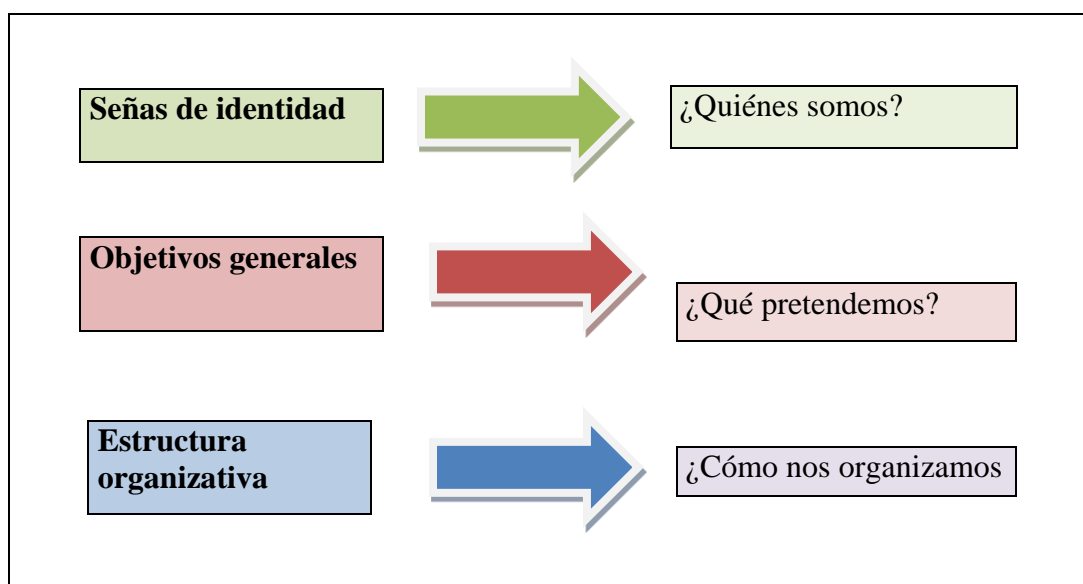 Señas de identidad
¿Quiénes somos?
Objetivos generales
¿Qué pretendemos?
Estructura
organizativa
¿Cómo nos organizamos